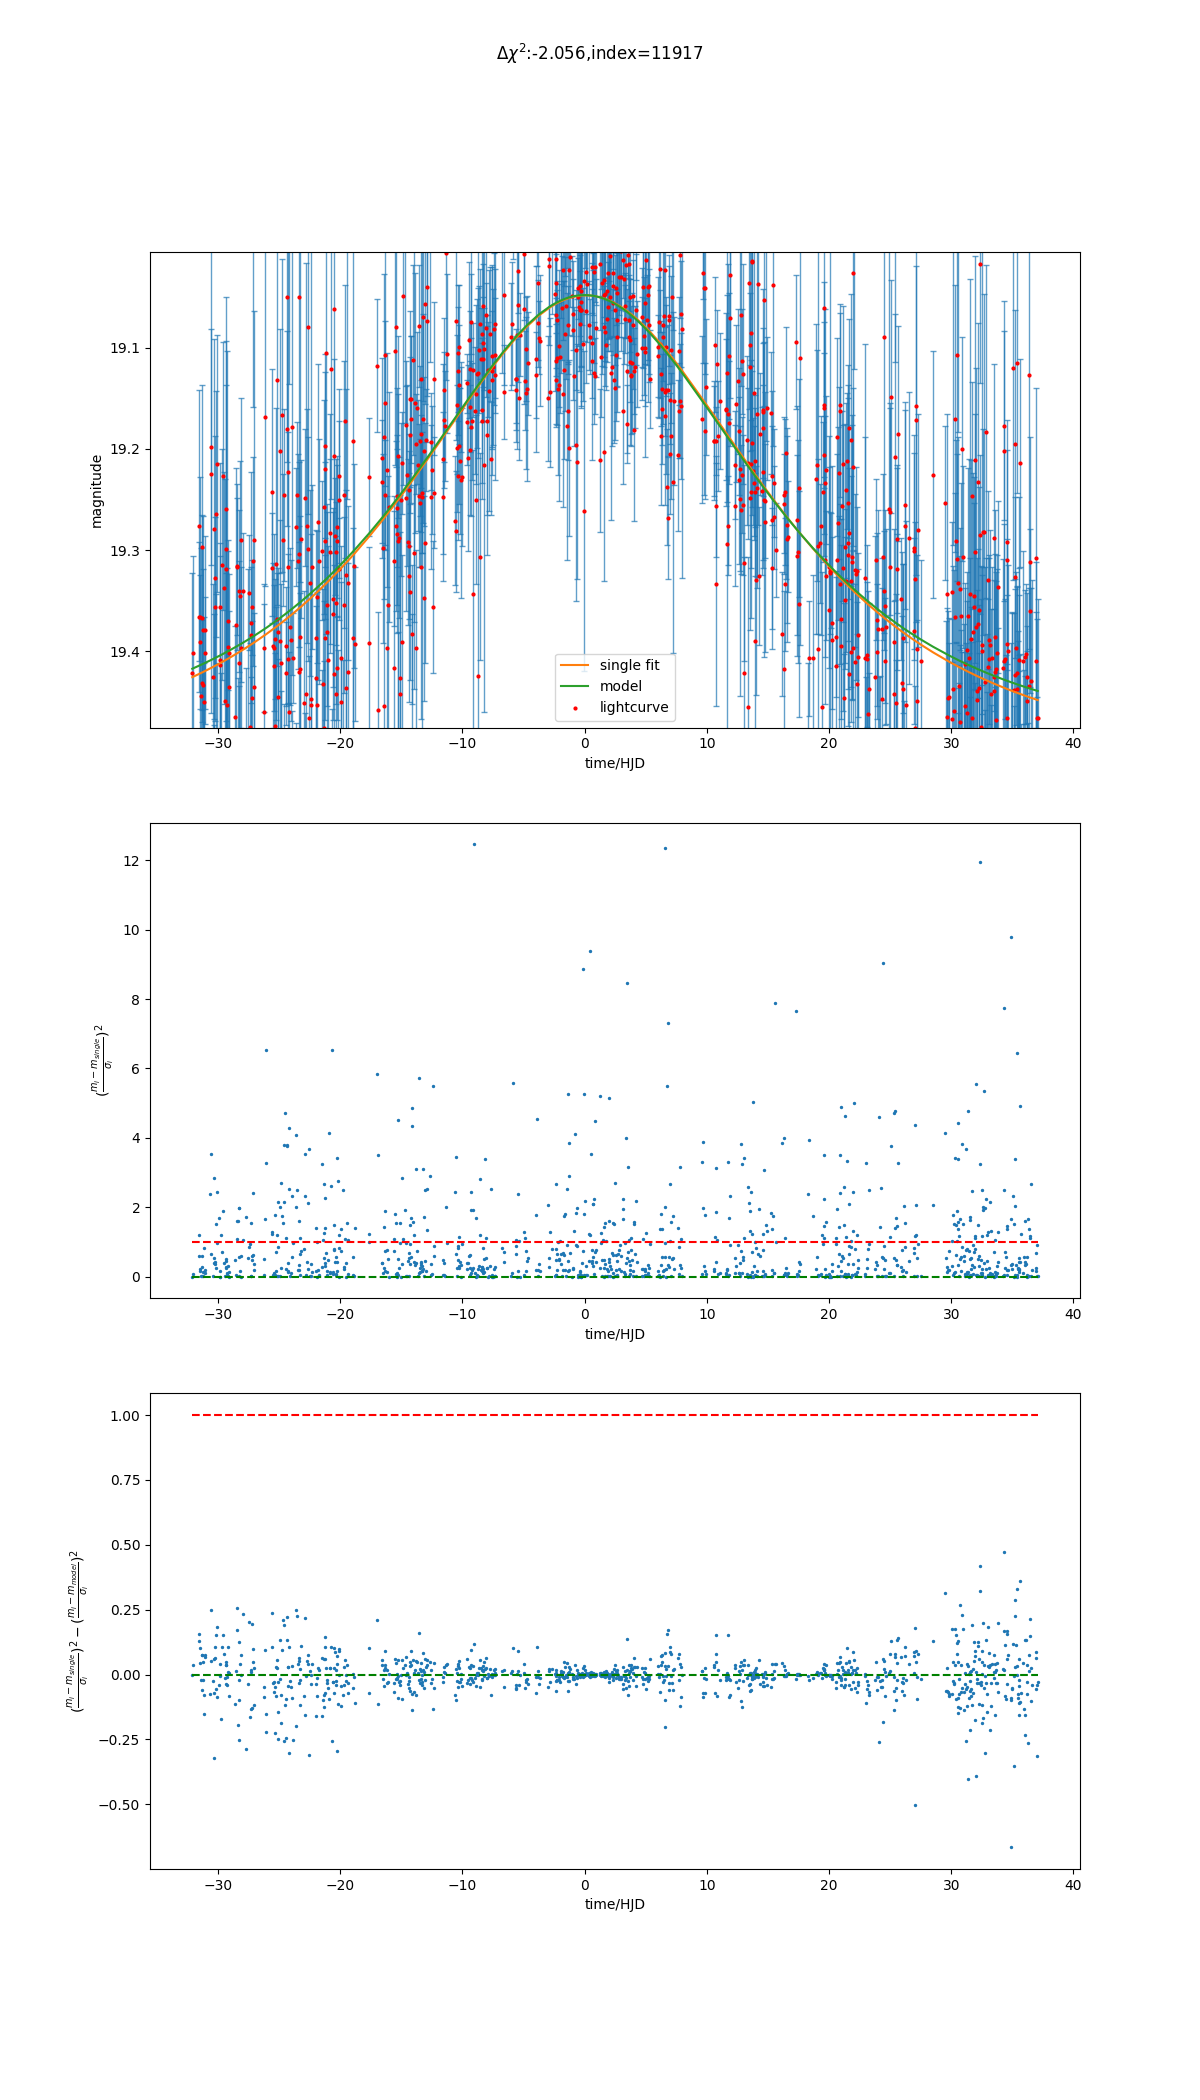 Δχ²:-2.056,index=11917
19.1
19.2
19.3
19.4
magnitude
−30 −20 −10 0 10 20 30 40
time/HJD
single fit
model
lightcurve
12
10
8
6
4
2
0
(m_i − m_single / σ_i)²
−30 −20 −10 0 10 20 30 40
time/HJD
1.00
0.75
0.50
0.25
0.00
−0.25
−0.50
(m_i − m_single / σ_i)² − (m_i − m_model / σ_i)²
−30 −20 −10 0 10 20 30 40
time/HJD